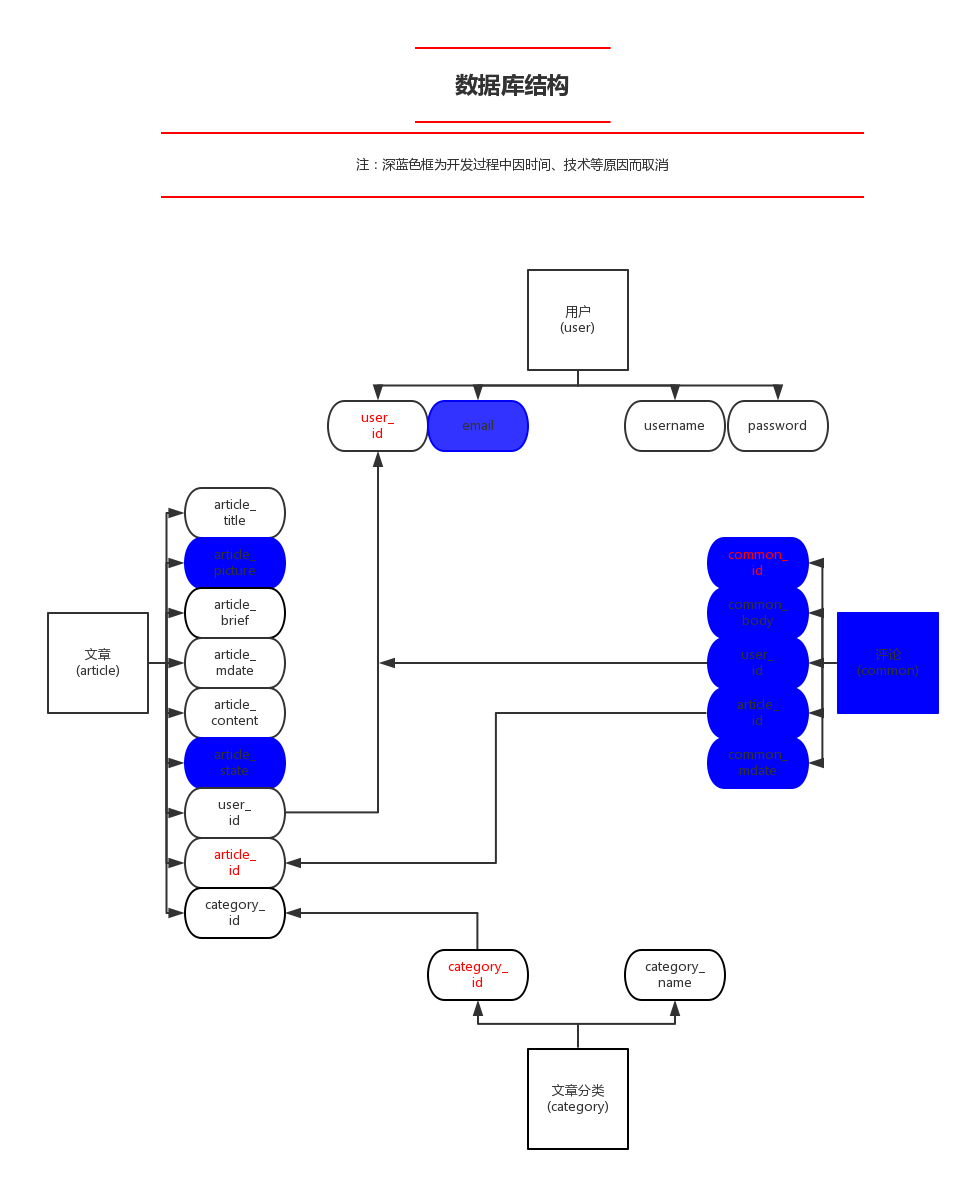 数据库结构
注：深蓝色框为开发过程中因时间、技术等原因而取消
用户
(user)
user_
id
email
username
password
article_
title
article_
picture
article_
brief
article_
mdate
article_
content
article_
state
user_
id
article_
id
category_
id
文章
(article)
common_
id
common_
body
user_
id
article_
id
common_
mdate
评论
(common)
category_
id
category_
name
文章分类
(category)